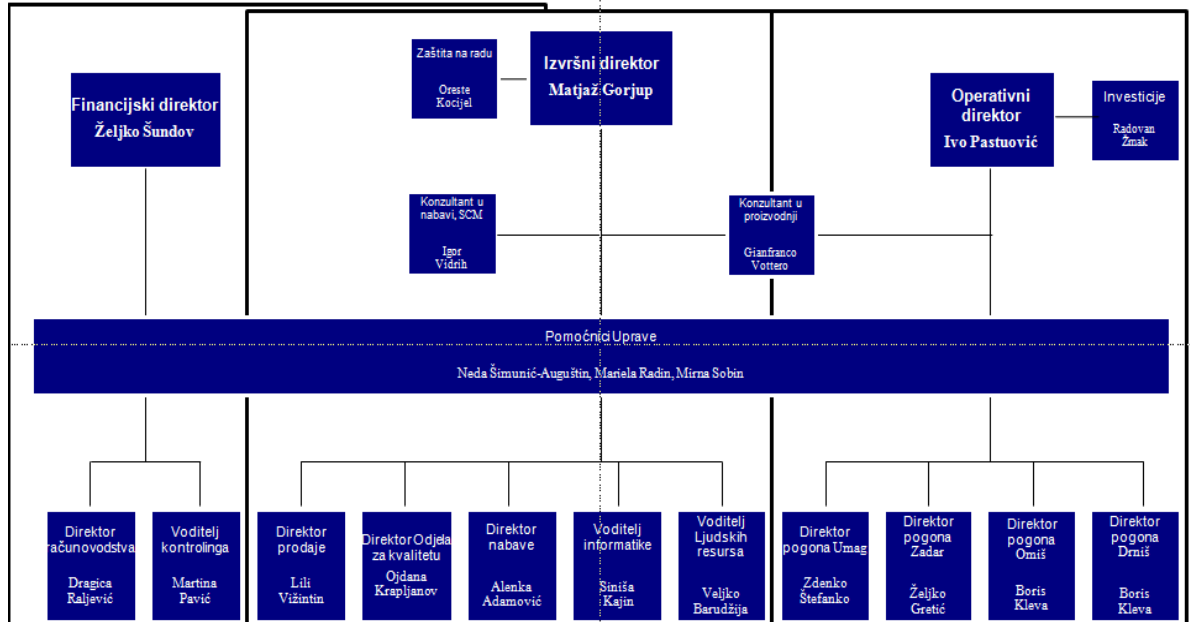 Zaštita na radu
Oreste
Kocijel
Izvršni direktor
Matjaž Gorjup
Financijski direktor
Željko Šundov
Operativni
direktor
Ivo Pastuović
Investicije
Radovan
Žmak
Konzultant u
nabavi, SCM
Igor
Vidrih
Konzultant u
proizvodnji
Gianfranco
Vottero
Pomoćnici Uprave
Neda Šimunić-Auguštin, Mariela Radin, Mirna Sobin
Direktor
računovodstva
Dragica
Raljević
Voditelj
kontrolinga
Martina
Pavić
Direktor
prodaje
Lili
Vižintin
Direktor Odjela
za kvalitetu
Ojdana
Krapljanov
Direktor
nabave
Alenka
Adamović
Voditelj
informatike
Siniša
Kajin
Voditelj
Ljudskih
resursa
Veljko
Barudžija
Direktor
pogona Umag
Zdenko
Štefanko
Direktor
pogona
Zadar
Željko
Gretić
Direktor
pogona
Omiš
Boris
Kleva
Direktor
pogona
Drniš
Boris
Kleva